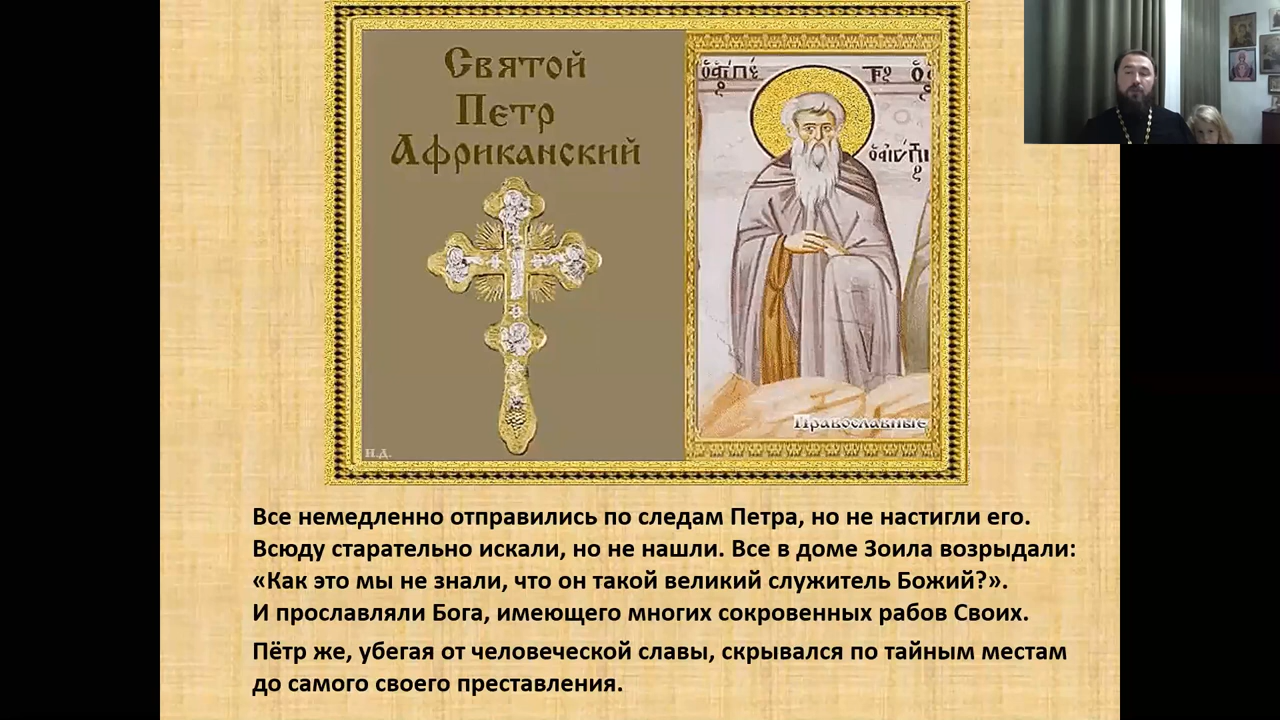 Святой
Петр
Африканский
Православные
Н.Д.
Все немедленно отправились по следам Петра, но не настигли его.
Всюду старательно искали, но не нашли. Все в доме Зоила возрыдали:
«Как это мы не знали, что он такой великий служитель Божий?».
И прославляли Бога, имеющего многих сокровенных рабов Своих.
Пётр же, убегая от человеческой славы, скрывался по тайным местам
до самого своего преставления.